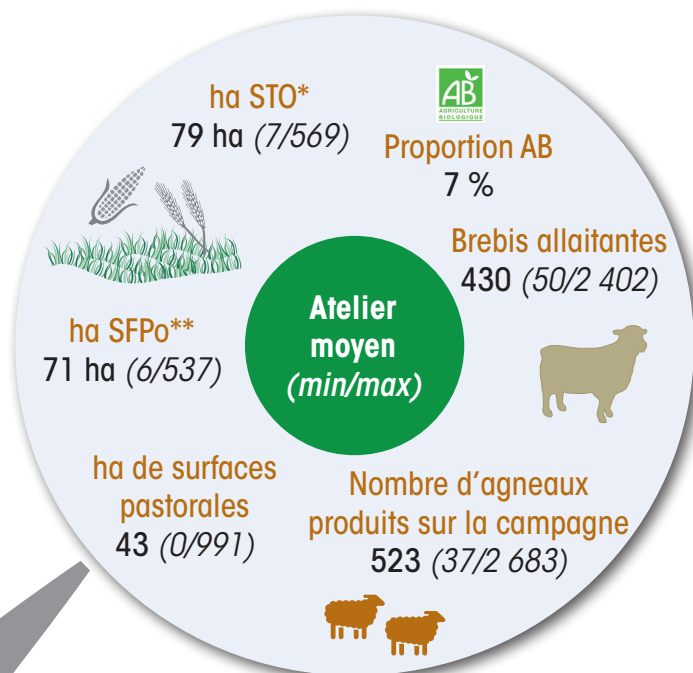 ha STO*
79 ha (7/569)
AB
AGRICULTURE
BIOLOGIQUE
Proportion AB
7 %
Brebis allaitantes
430 (50/2 402)
Atelier
moyen
(min/max)
ha SFPo**
71 ha (6/537)
ha de surfaces
pastorales
43 (0/991)
Nombre d'agneaux
produits sur la campagne
523 (37/2 683)